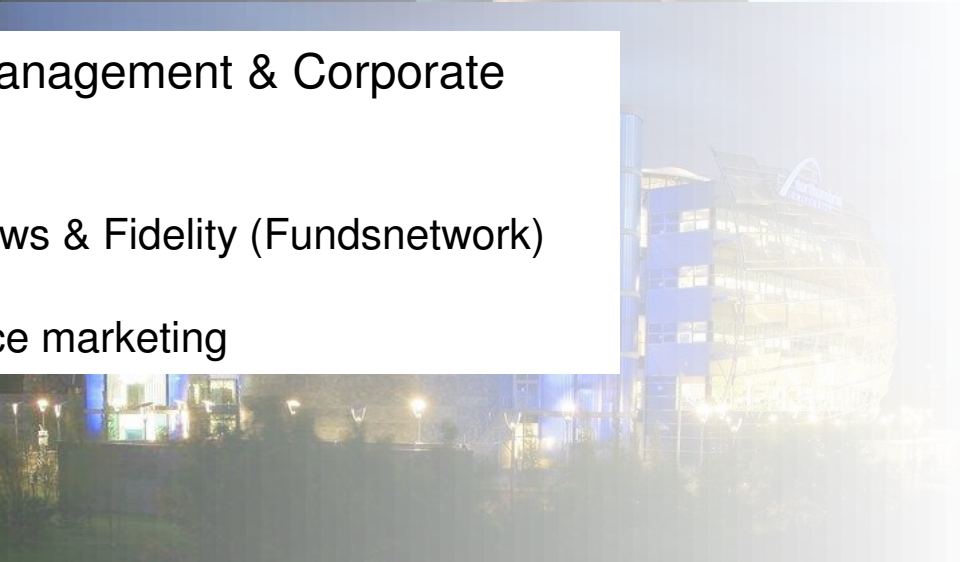 anagement & Corporate
ws & Fidelity (Fundsnetwork)
ce marketing